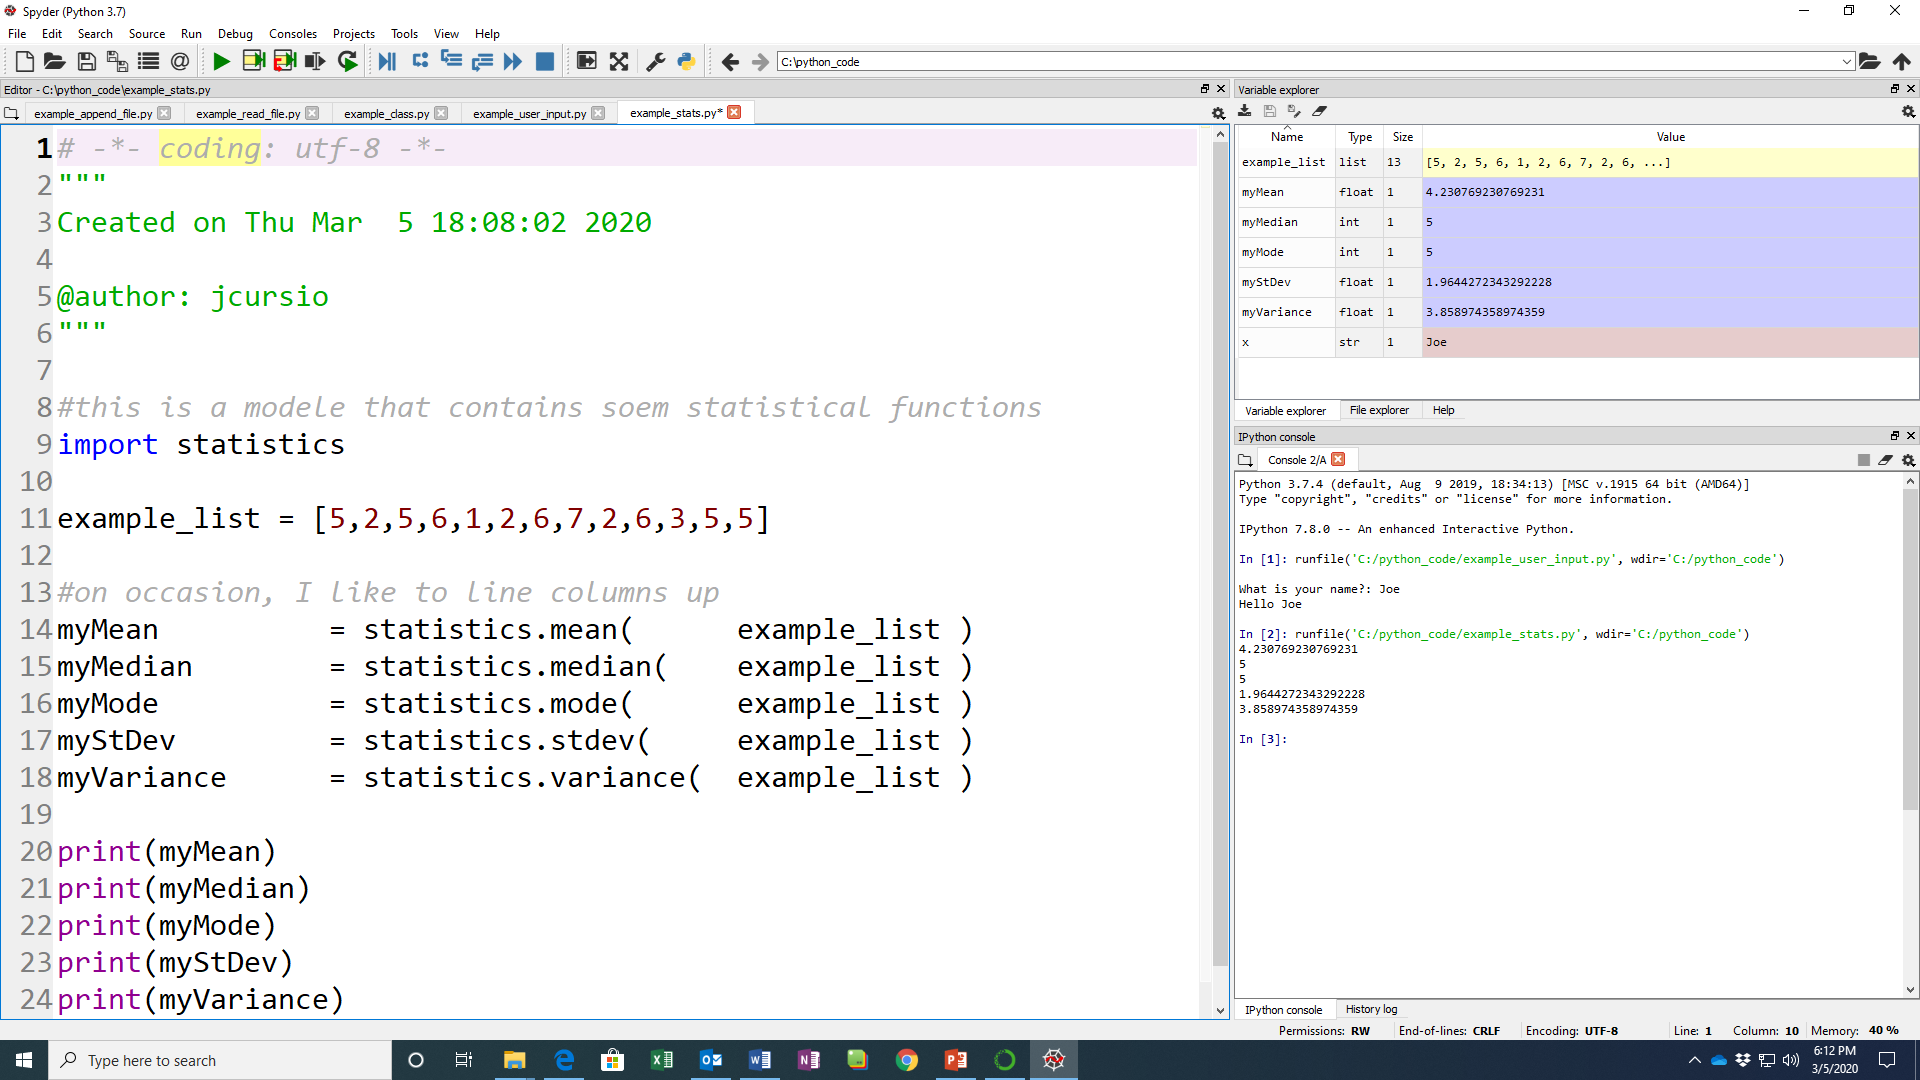 Spyder (Python 3.7)
File Edit Search Source Run Debug Consoles Projects Tools View Help
C:\python_code
Editor - C:\python_code\example_stats.py
example_append_file.py example_read_file.py example_class.py example_user_input.py example_stats.py*
1 # -*- coding: utf-8 -*-
2 """
3 Created on Thu Mar  5 18:08:02 2020
4
5 @author: jcursio
6 """
7
8 #this is a modele that contains soem statistical functions
9 import statistics
10
11 example_list = [5,2,5,6,1,2,6,7,2,6,3,5,5]
12
13 #on occasion, I like to line columns up
14 myMean          = statistics.mean(      example_list )
15 myMedian        = statistics.median(    example_list )
16 myMode          = statistics.mode(      example_list )
17 myStDev         = statistics.stdev(     example_list )
18 myVariance      = statistics.variance(  example_list )
19
20 print(myMean)
21 print(myMedian)
22 print(myMode)
23 print(myStDev)
24 print(myVariance)
Variable explorer
Name Type Size Value
example_list list 13 [5, 2, 5, 6, 1, 2, 6, 7, 2, 6, ...]
myMean float 1 4.230769230769231
myMedian int 1 5
myMode int 1 5
myStDev float 1 1.9644272343292228
myVariance float 1 3.858974358974359
x str 1 Joe
Variable explorer File explorer Help
IPython console
Console 2/A
Python 3.7.4 (default, Aug  9 2019, 18:34:13) [MSC v.1915 64 bit (AMD64)]
Type "copyright", "credits" or "license" for more information.
IPython 7.8.0 -- An enhanced Interactive Python.
In [1]: runfile('C:/python_code/example_user_input.py', wdir='C:/python_code')
What is your name?: Joe
Hello Joe
In [2]: runfile('C:/python_code/example_stats.py', wdir='C:/python_code')
4.230769230769231
5
5
1.9644272343292228
3.858974358974359
In [3]:
IPython console History log
Permissions: RW End-of-lines: CRLF Encoding: UTF-8 Line: 1 Column: 10 Memory: 40 %
Type here to search
6:12 PM
3/5/2020